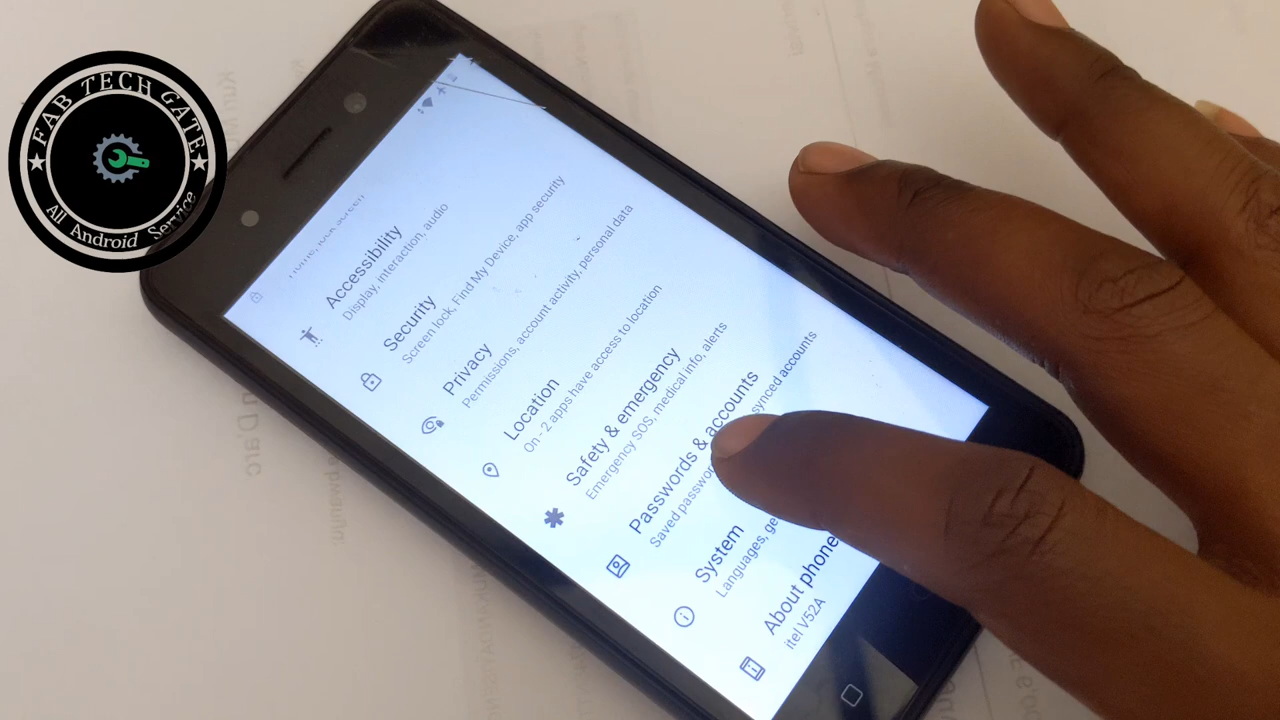 FAB TECH GATE
All Android Service
Accessibility
Display, interaction, audio
Security
Screen lock, Find My Device, app security
Privacy
Permissions, account activity, personal data
Location
On - 2 apps have access to location
Safety & emergency
Emergency SOS, medical info, alerts
Passwords & accounts
Saved synced accounts
System
Languages,
About phone
itel V52A